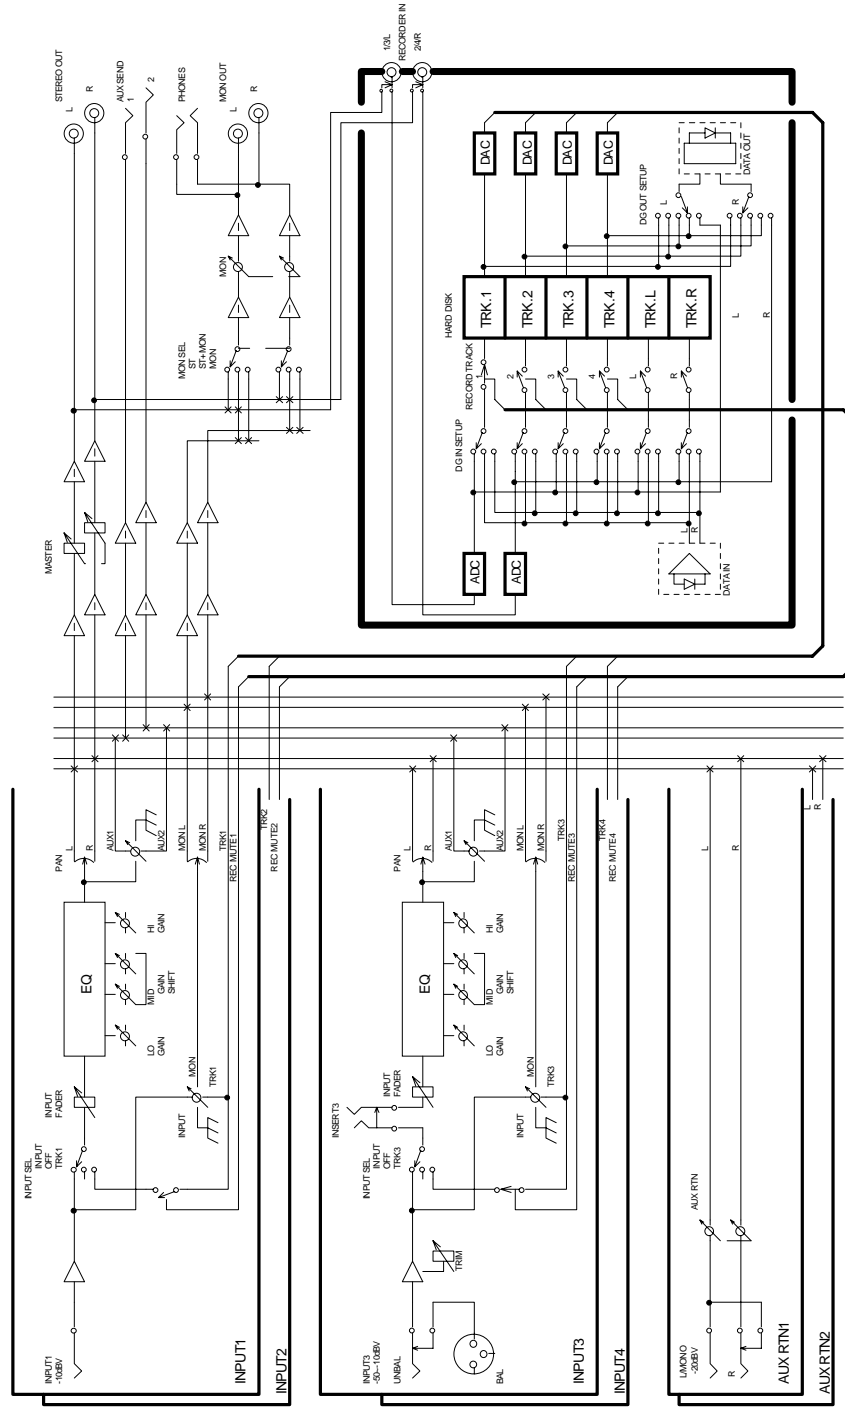 INPUT1
-10dBV
INPUT SEL
INPUT
OFF
TRK1
INPUT
FADER
EQ
LO
GAIN
MID
GAIN
SHIFT
HI
GAIN
INPUT
MON
TRK1
PAN
L
R
AUX1
AUX2
MON L
MON R
TRK1
REC MUTE1
TRK2
REC MUTE2
INPUT1
INPUT2
INPUT3
-50--10dBV
UNBAL
BAL
TRIM
INPUT SEL
INPUT
OFF
TRK3
INSERT3
INPUT
FADER
EQ
LO
GAIN
MID
GAIN
SHIFT
HI
GAIN
INPUT
MON
TRK3
PAN
L
R
AUX1
AUX2
MON L
MON R
TRK3
REC MUTE3
TRK4
REC MUTE4
INPUT3
INPUT4
L/MONO
-20dBV
R
AUX RTN
L
R
L
R
AUX RTN1
AUX RTN2
MASTER
STEREO OUT
L
R
AUX SEND
1
2
PHONES
MON OUT
L
R
MON
MON SEL
ST
ST+MON
MON
1/3/L
RECORDER IN
2/4/R
ADC
ADC
DG IN SETUP
RECORD TRACK
1
2
3
4
L
R
HARD DISK
TRK.1
TRK.2
TRK.3
TRK.4
TRK.L
TRK.R
DAC
DAC
DAC
DAC
DG OUT SETUP
L
R
L
R
DATA OUT
L
R
DATA IN